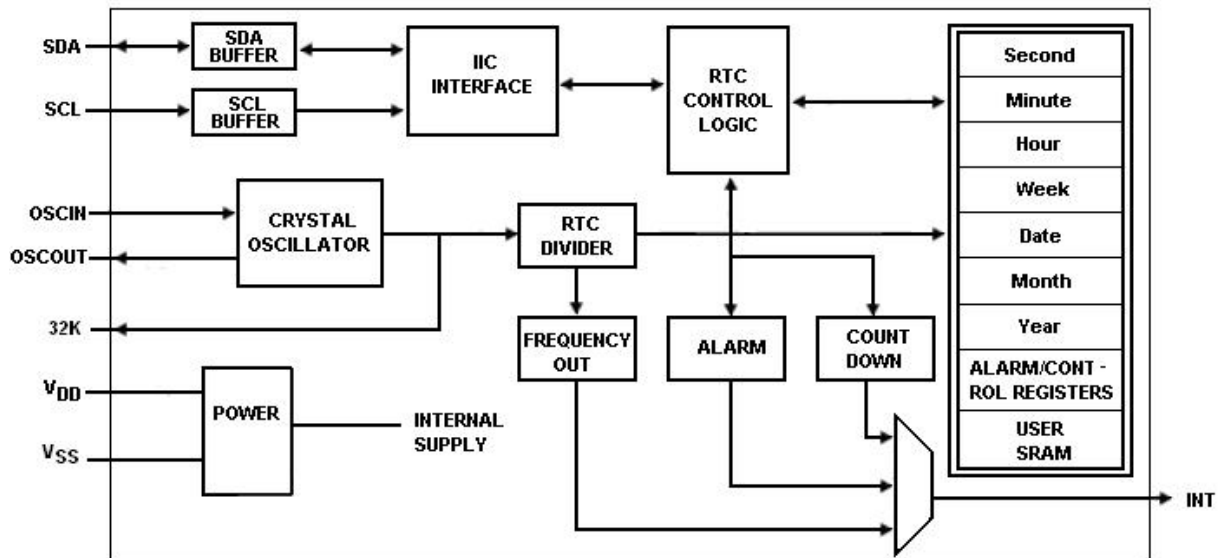 SDA
SDA
BUFFER
SCL
SCL
BUFFER
IIC
INTERFACE
RTC
CONTROL
LOGIC
OSCIN
OSCOUT
CRYSTAL
OSCILLATOR
RTC
DIVIDER
32K
FREQUENCY
OUT
ALARM
COUNT
DOWN
VDD
VSS
POWER
INTERNAL
SUPPLY
Second
Minute
Hour
Week
Date
Month
Year
ALARM/CONT -
ROL REGISTERS
USER
SRAM
INT